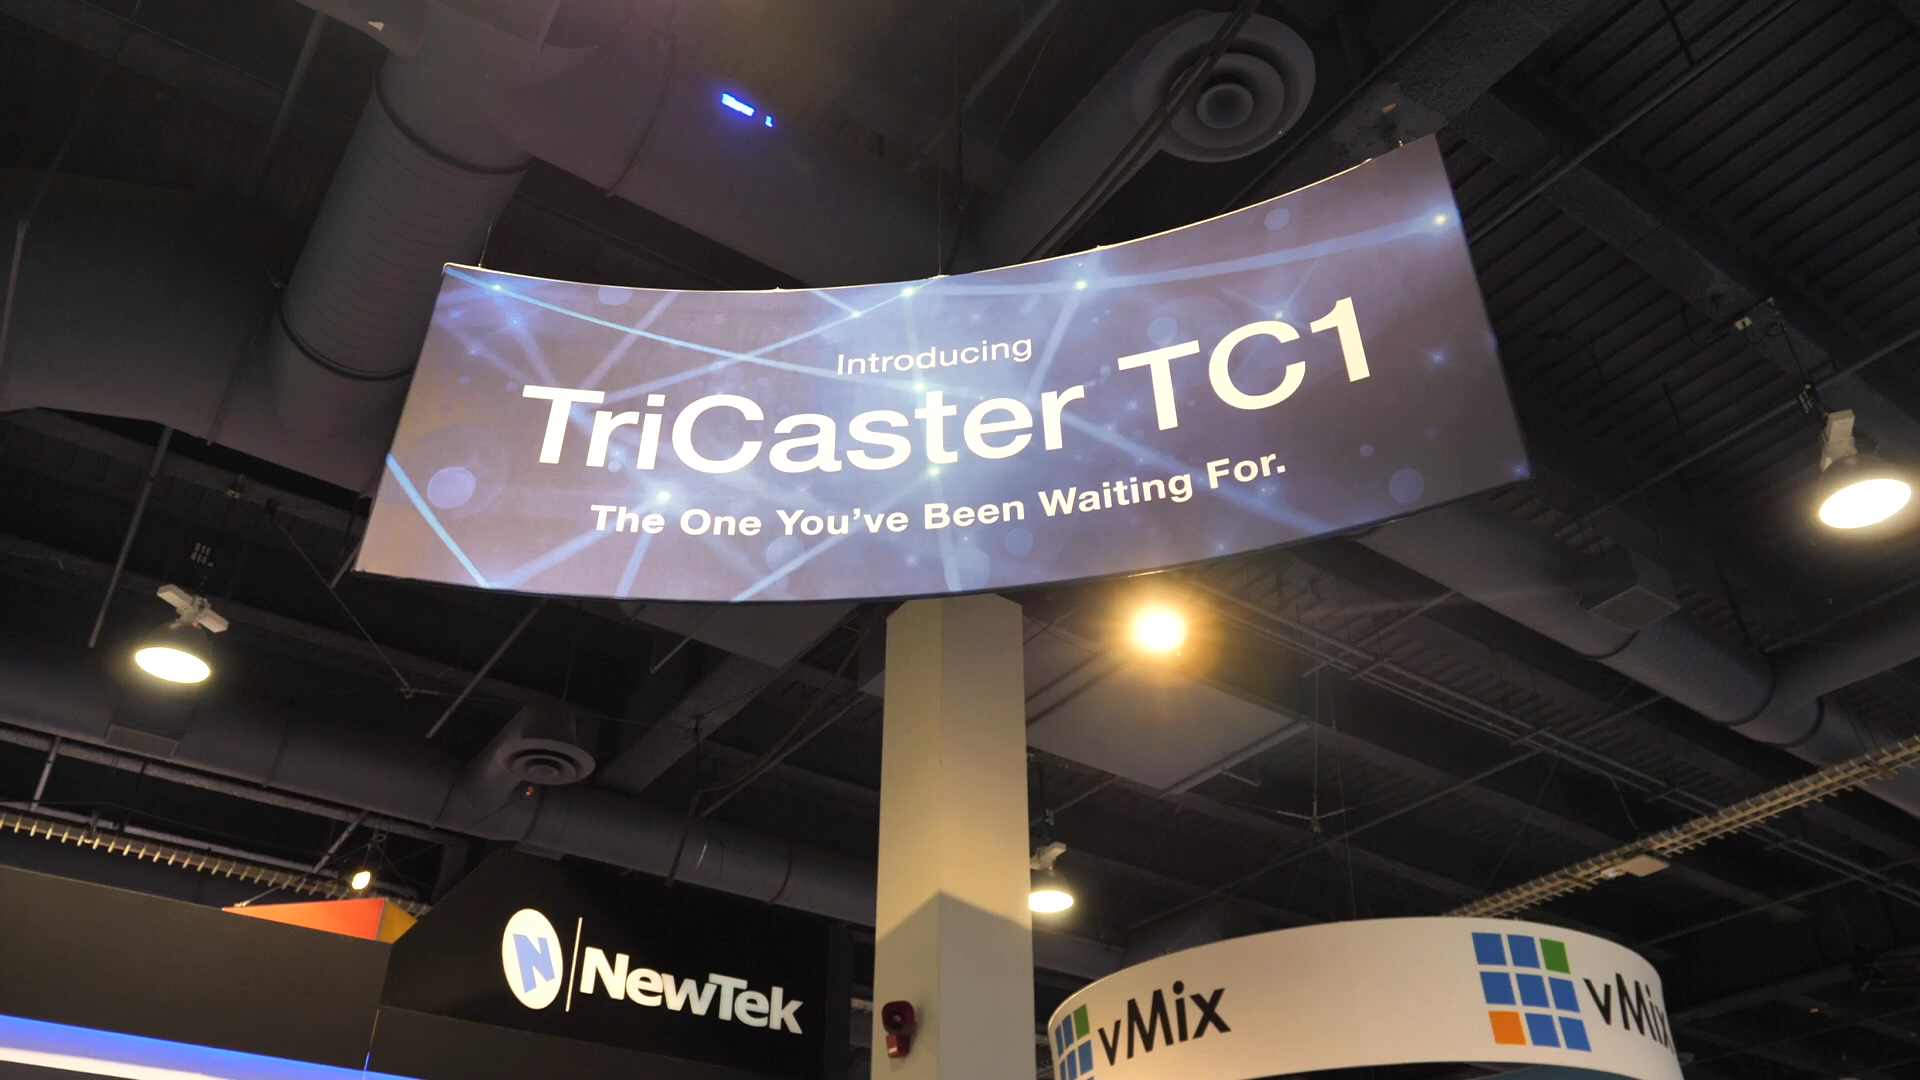 Introducing
TriCaster TC1
The One You've Been Waiting For.
N NewTek
vMix
vMix